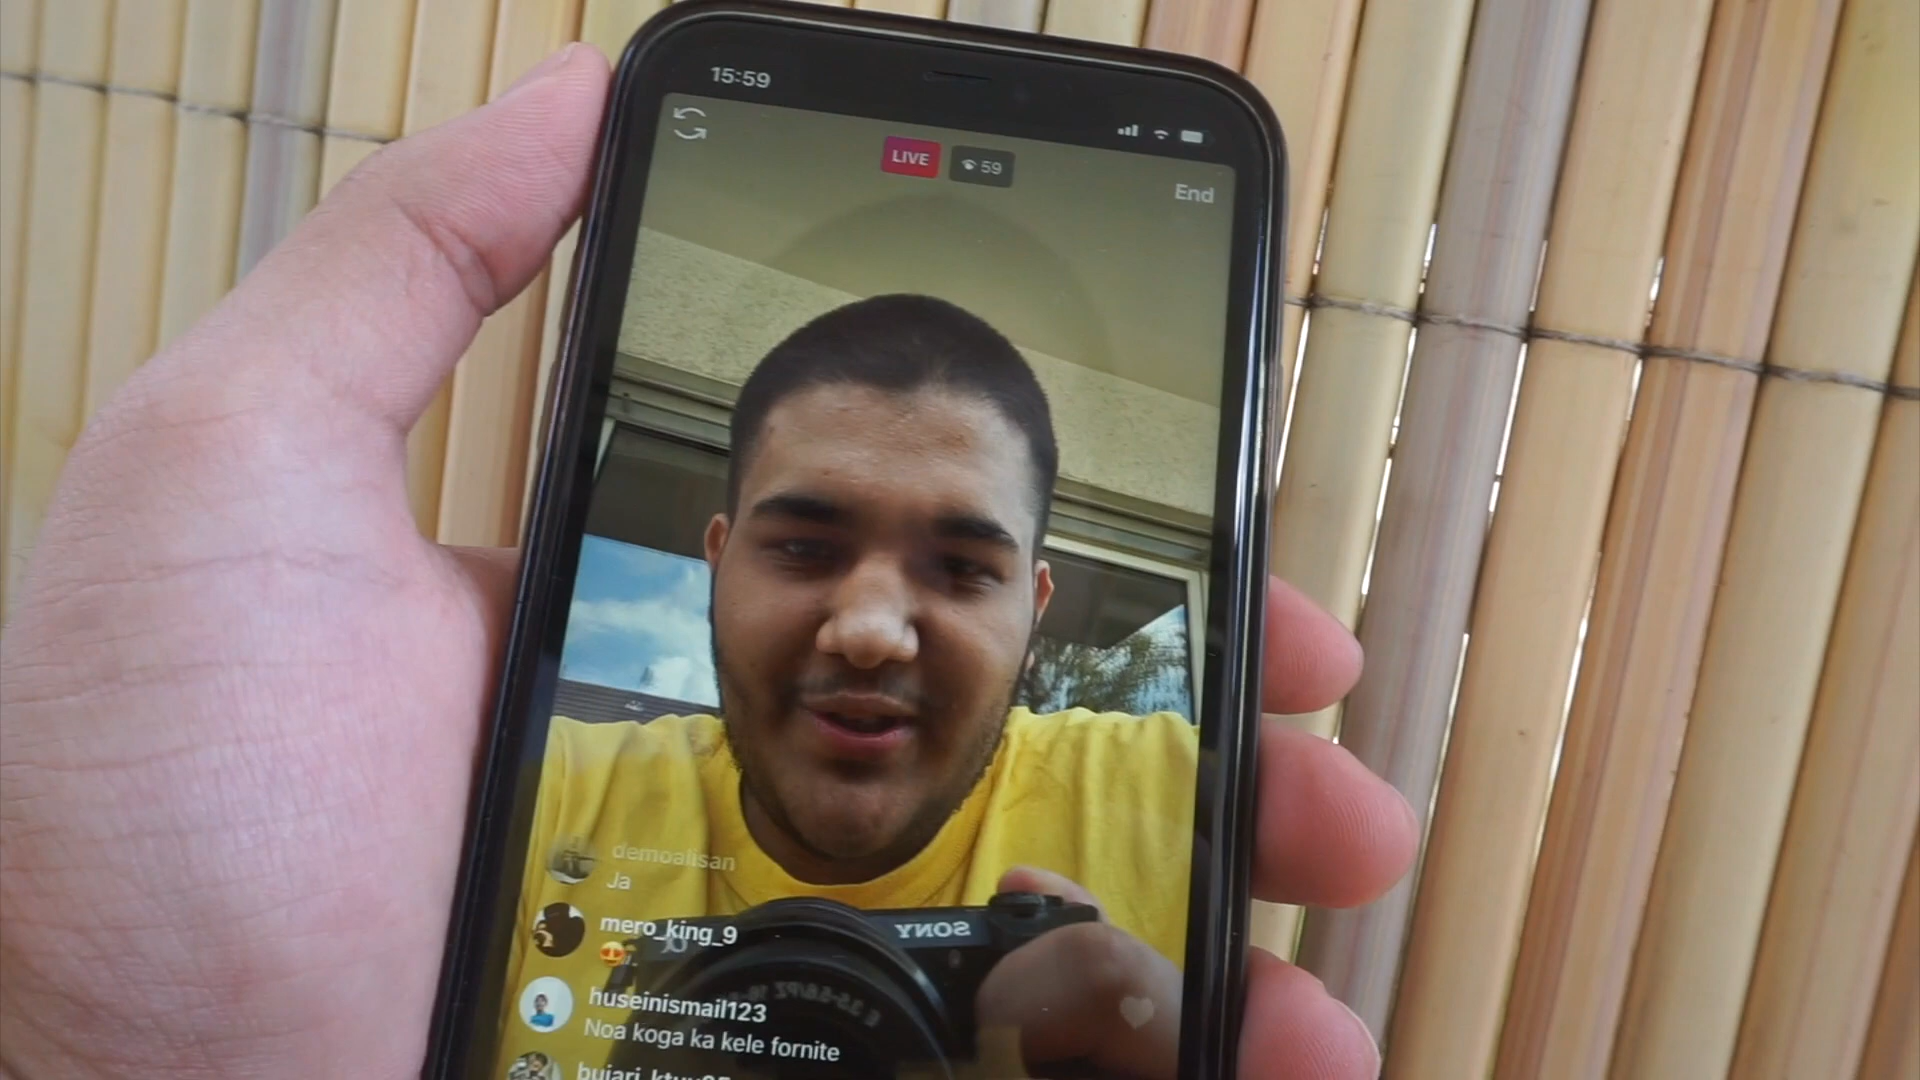 15:59
LIVE
59
End
demoalisan
Ja
mero_king_9
😍
huseinismail123
Noa koga ka kele fornite
SONY